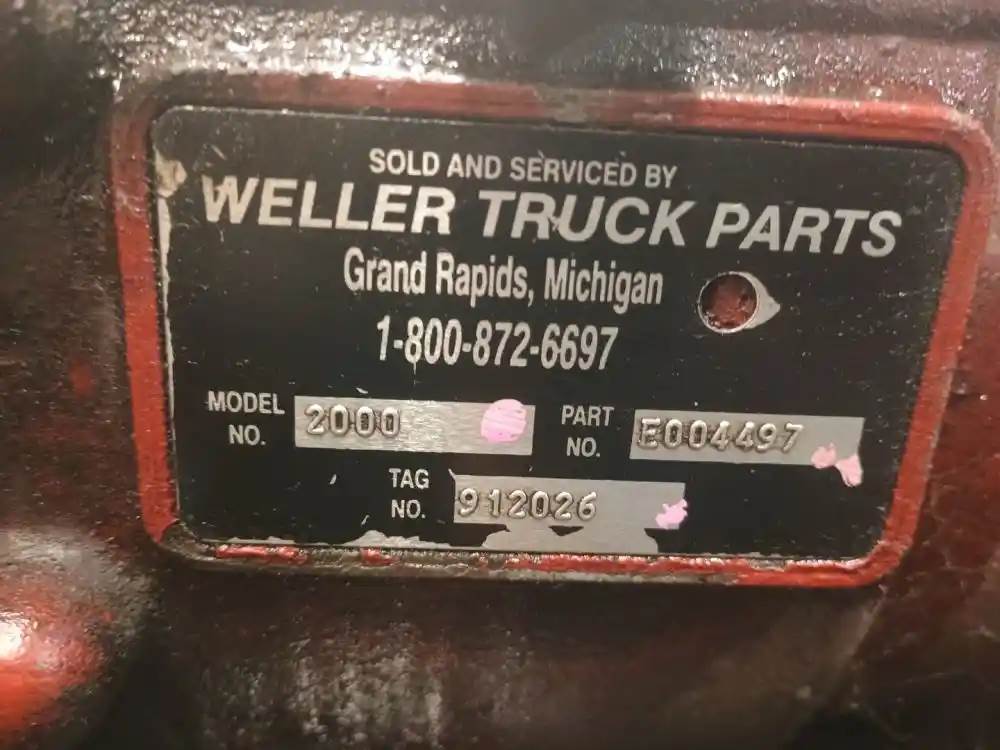 SOLD AND SERVICED BY
WELLER TRUCK PARTS
Grand Rapids, Michigan
1-800-872-6697
MODEL NO. 2000 PART NO. E004497
TAG NO. 912026